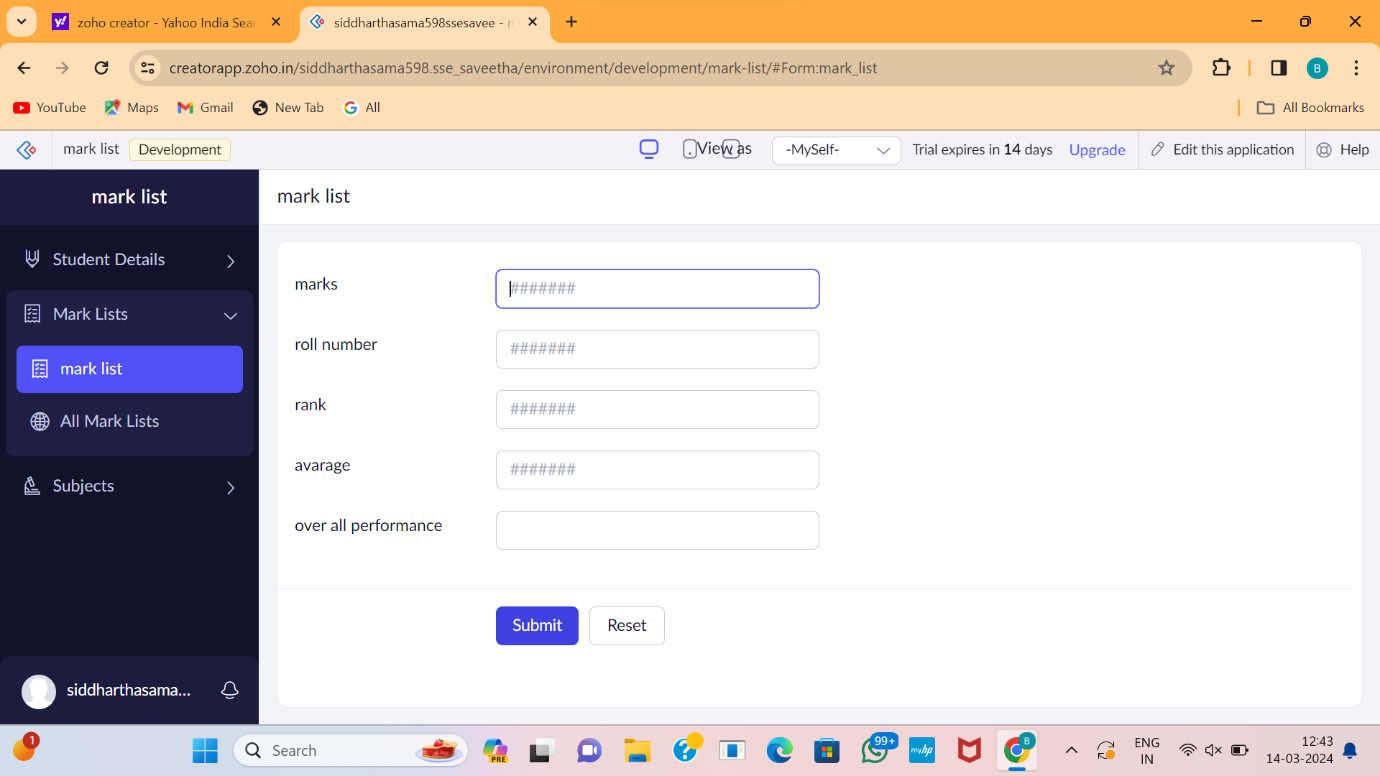 zoho creator - Yahoo India Sear
siddharthasama598ssesavee - m
creatorapp.zoho.in/siddharthasama598.sse_saveetha/environment/development/mark-list/#Form:mark_list
B
YouTube
Maps
Gmail
New Tab
All
All Bookmarks
mark list
Development
View as
-MySelf-
Trial expires in 14 days
Upgrade
Edit this application
Help
mark list
mark list
Student Details
Mark Lists
mark list
All Mark Lists
Subjects
marks
#######
roll number
#######
rank
#######
avarage
#######
over all performance
Submit
Reset
siddharthasama...
1
Search
PRE
99+
myhp
B
ENG
IN
12:43
14-03-2024